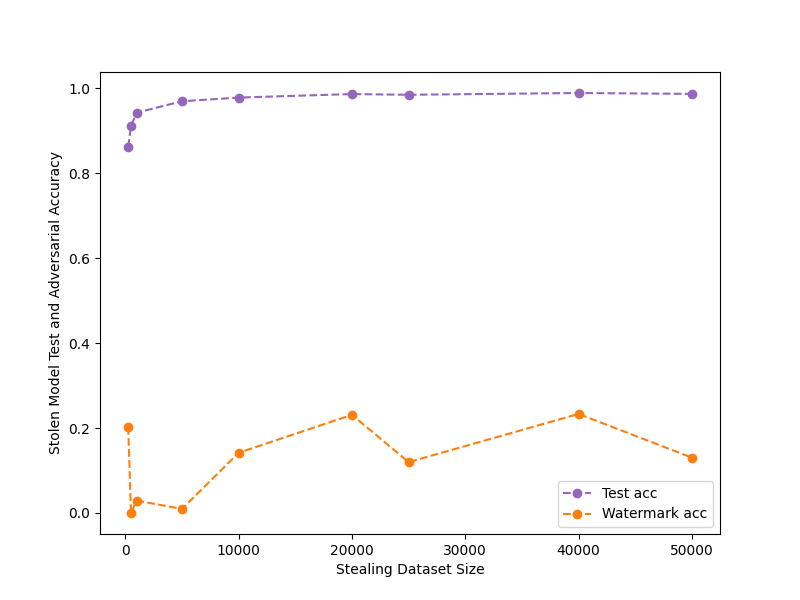 1.0
0.8
0.6
0.4
0.2
0.0
Stolen Model Test and Adversarial Accuracy
Test acc
Watermark acc
0 10000 20000 30000 40000 50000
Stealing Dataset Size